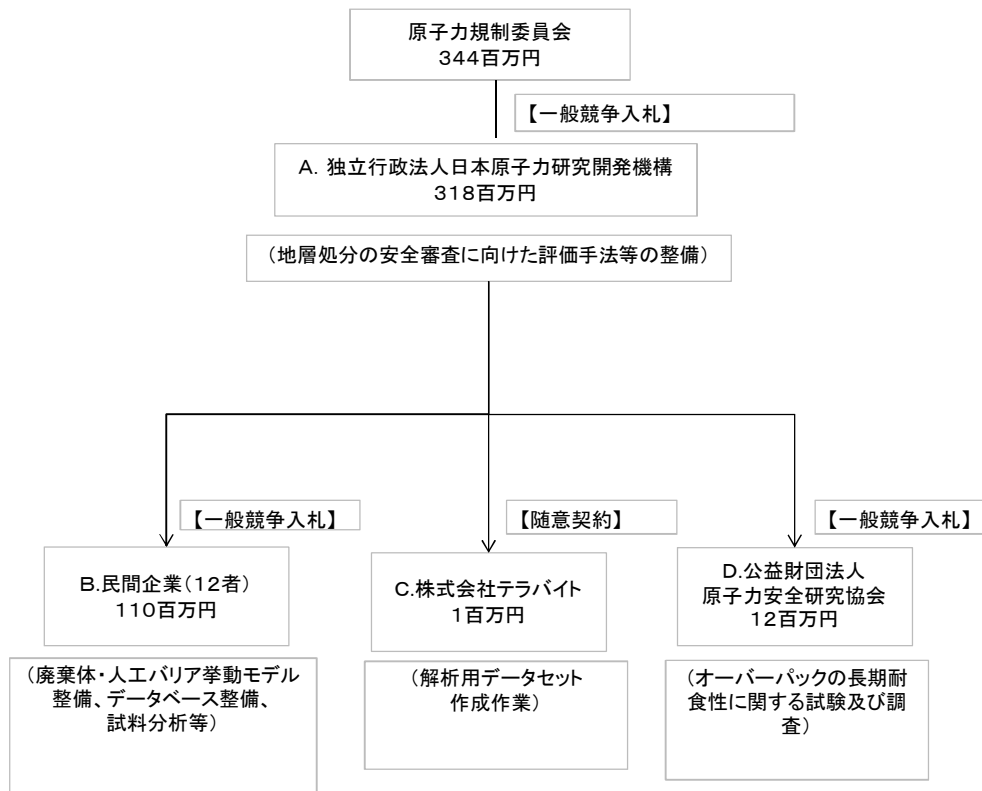 原子力規制委員会
344百万円
【一般競争入札】
A. 独立行政法人日本原子力研究開発機構
318百万円
（地層処分の安全審査に向けた評価手法等の整備）
【一般競争入札】
【随意契約】
【一般競争入札】
B.民間企業（12者）
110百万円
C.株式会社テラバイト
1百万円
D.公益財団法人
原子力安全研究協会
12百万円
（廃棄体・人工バリア挙動モデル
整備、データベース整備、
試料分析等）
（解析用データセット
作成作業）
（オーバーパックの長期耐
食性に関する試験及び調
査）